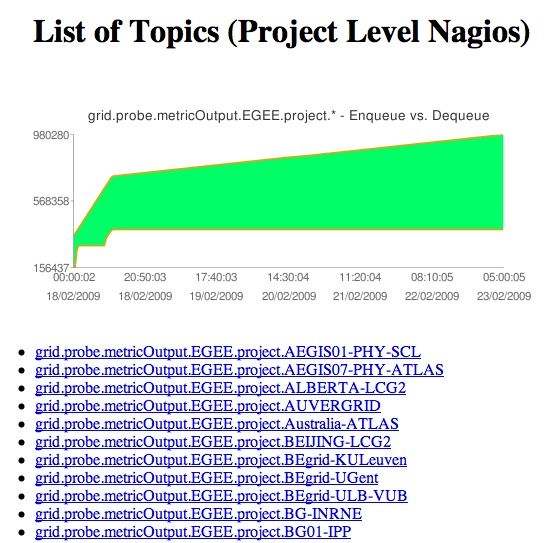 List of Topics (Project Level Nagios)
grid.probe.metricOutput.EGEE.project.* - Enqueue vs. Dequeue
980280
568358
156437
00:00:02 20:50:03 17:40:03 14:30:04 11:20:04 08:10:05 05:00:05
18/02/2009 18/02/2009 19/02/2009 20/02/2009 21/02/2009 22/02/2009 23/02/2009
• grid.probe.metricOutput.EGEE.project.AEGIS01-PHY-SCL
• grid.probe.metricOutput.EGEE.project.AEGIS07-PHY-ATLAS
• grid.probe.metricOutput.EGEE.project.ALBERTA-LCG2
• grid.probe.metricOutput.EGEE.project.AUVERGRID
• grid.probe.metricOutput.EGEE.project.Australia-ATLAS
• grid.probe.metricOutput.EGEE.project.BEIJING-LCG2
• grid.probe.metricOutput.EGEE.project.BEgrid-KULeuven
• grid.probe.metricOutput.EGEE.project.BEgrid-UGent
• grid.probe.metricOutput.EGEE.project.BEgrid-ULB-VUB
• grid.probe.metricOutput.EGEE.project.BG-INRNE
• grid.probe.metricOutput.EGEE.project.BG01-IPP